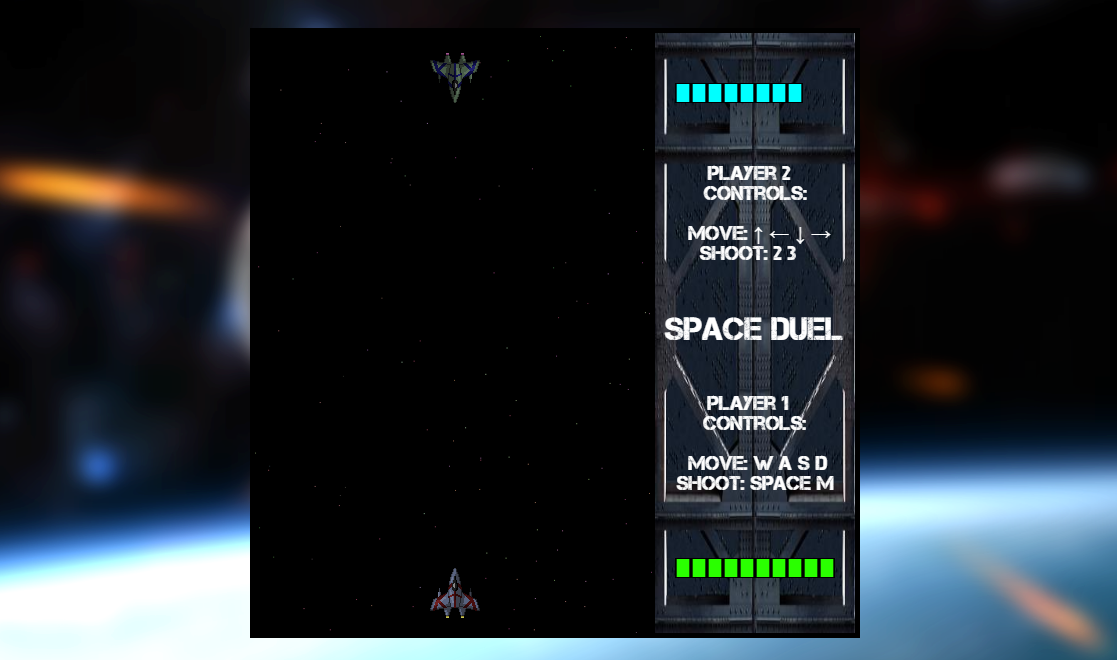 PLAYER 2
CONTROLS:
MOVE: ↑ ← ↓ →
SHOOT: 2 3
SPACE DUEL
PLAYER 1
CONTROLS:
MOVE: W A S D
SHOOT: SPACE M